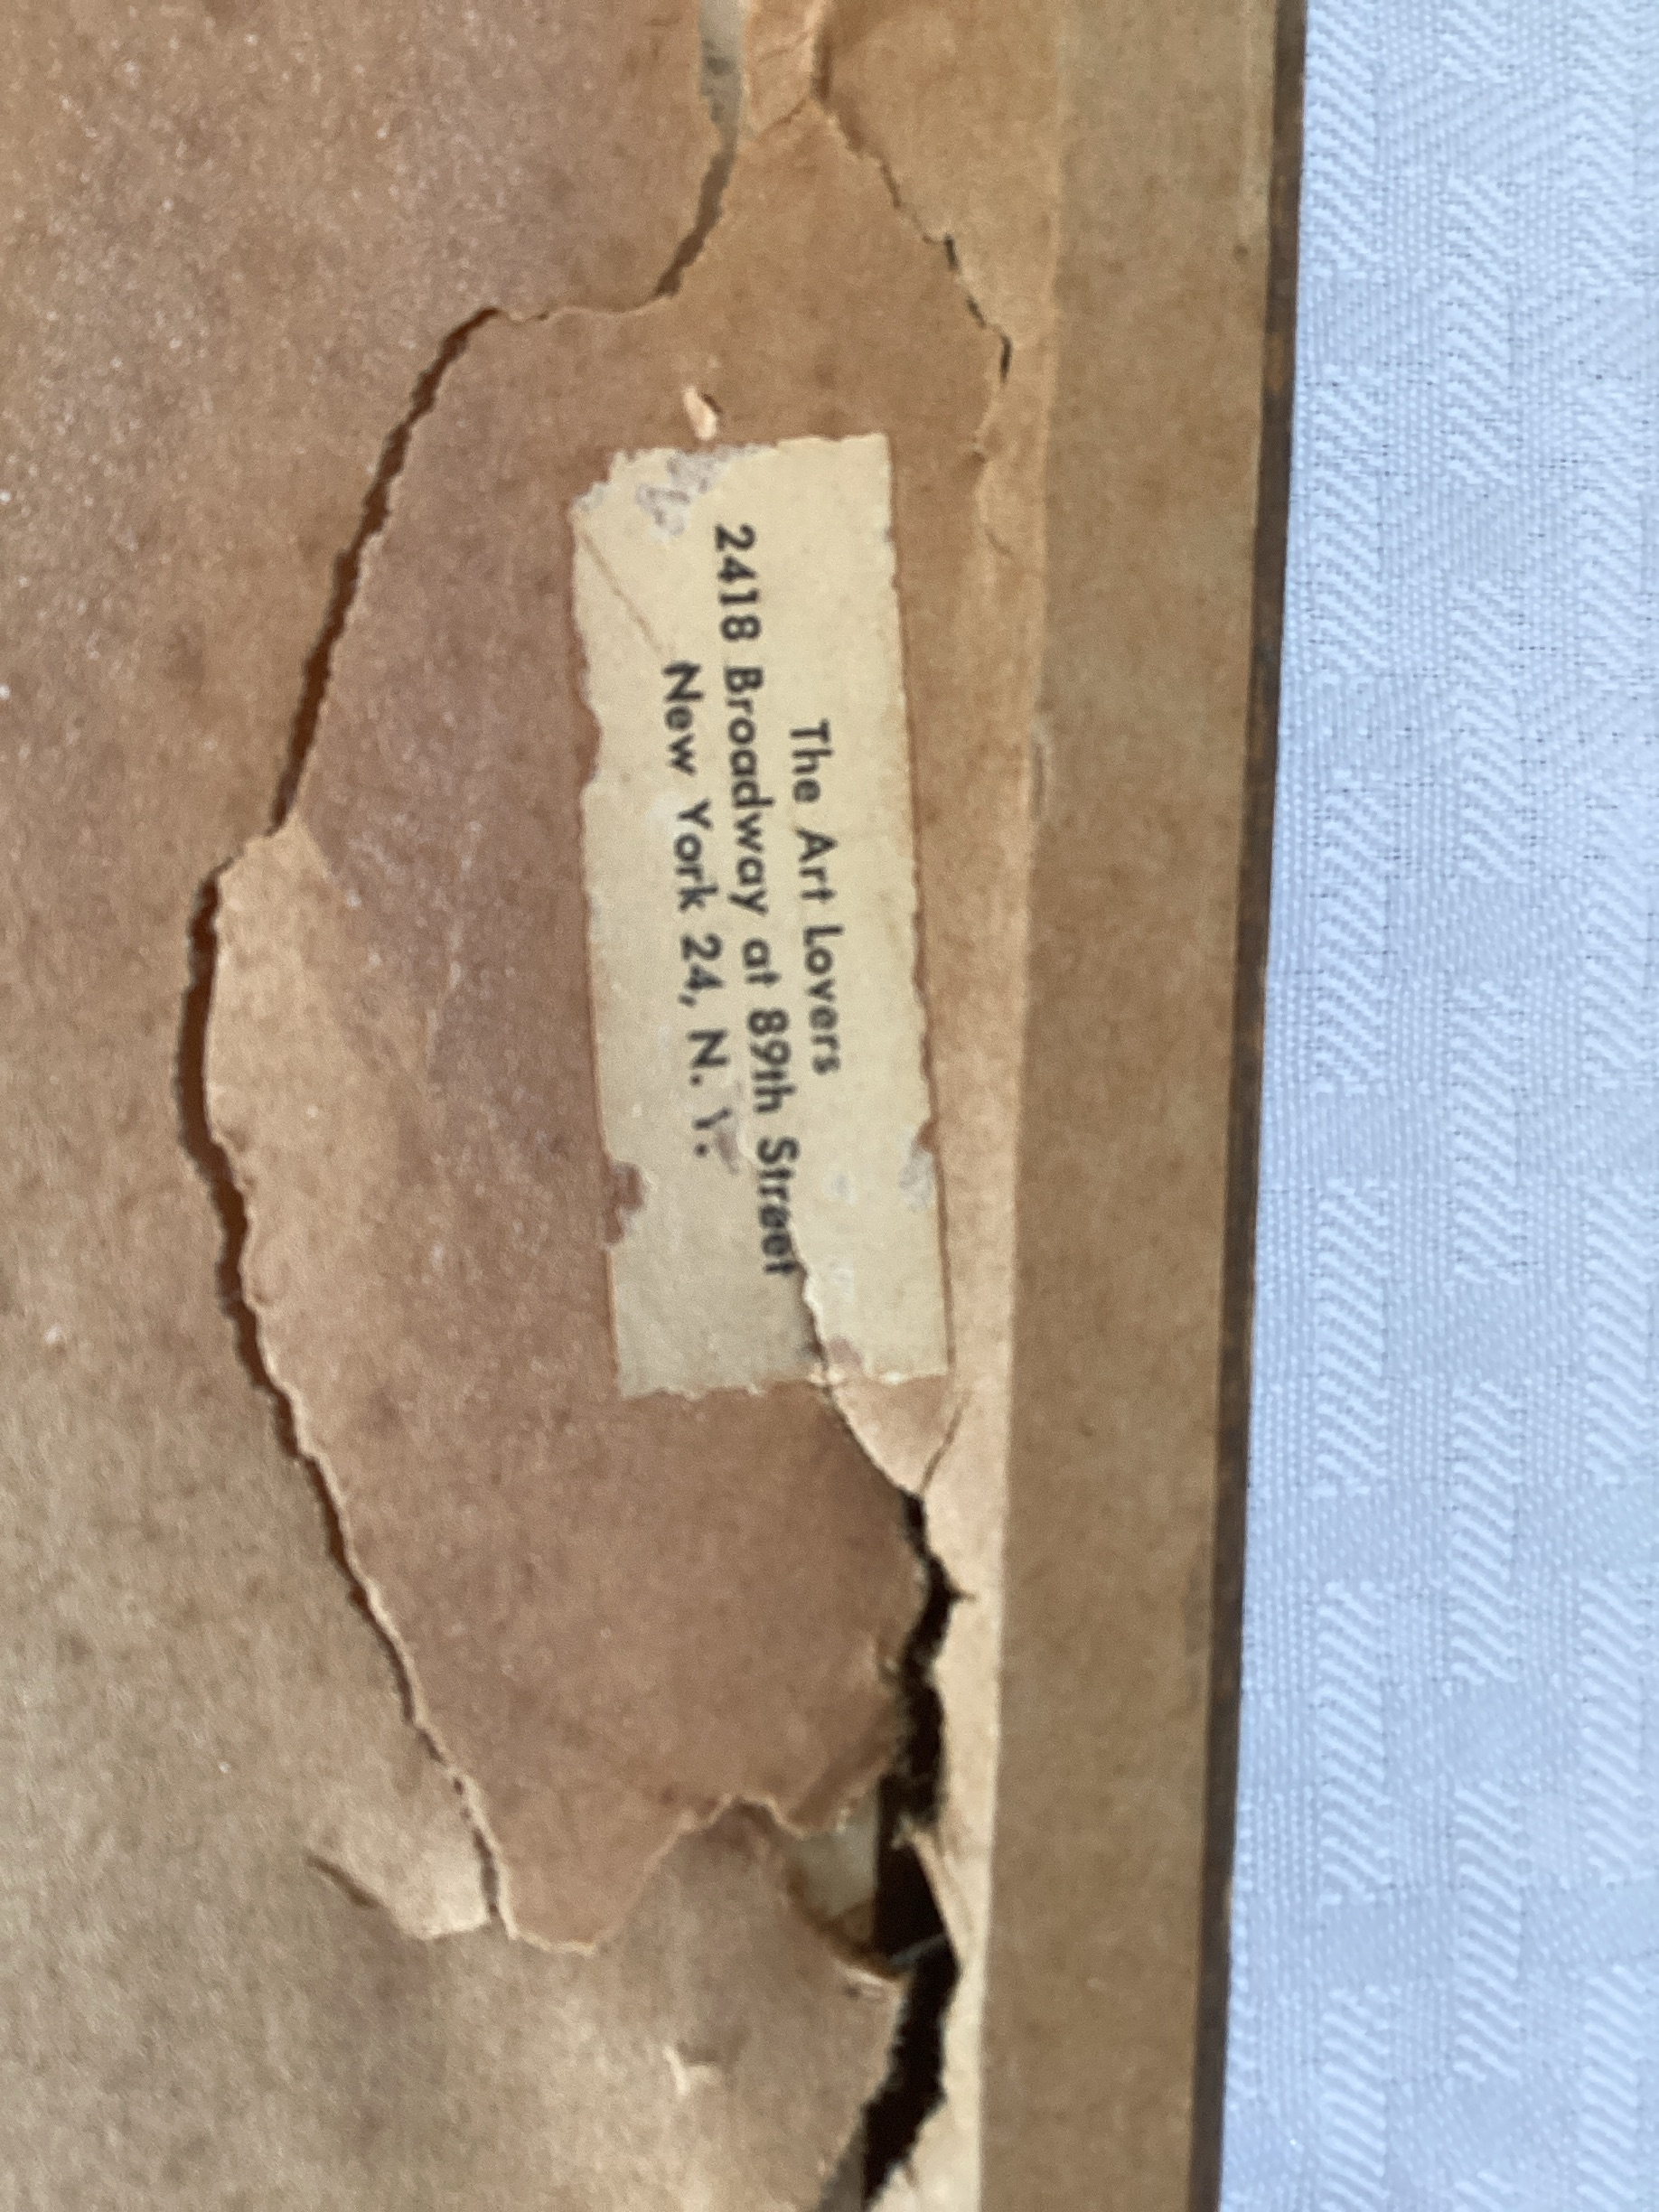 The Art Lovers
2418 Broadway at 89th Street
New York 24, N. Y.